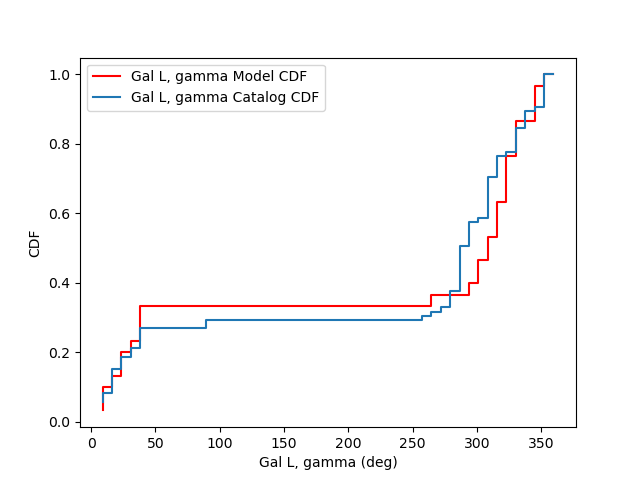 Gal L, gamma Model CDF
Gal L, gamma Catalog CDF
1.0
0.8
0.6
0.4
0.2
0.0
CDF
0 50 100 150 200 250 300 350
Gal L, gamma (deg)